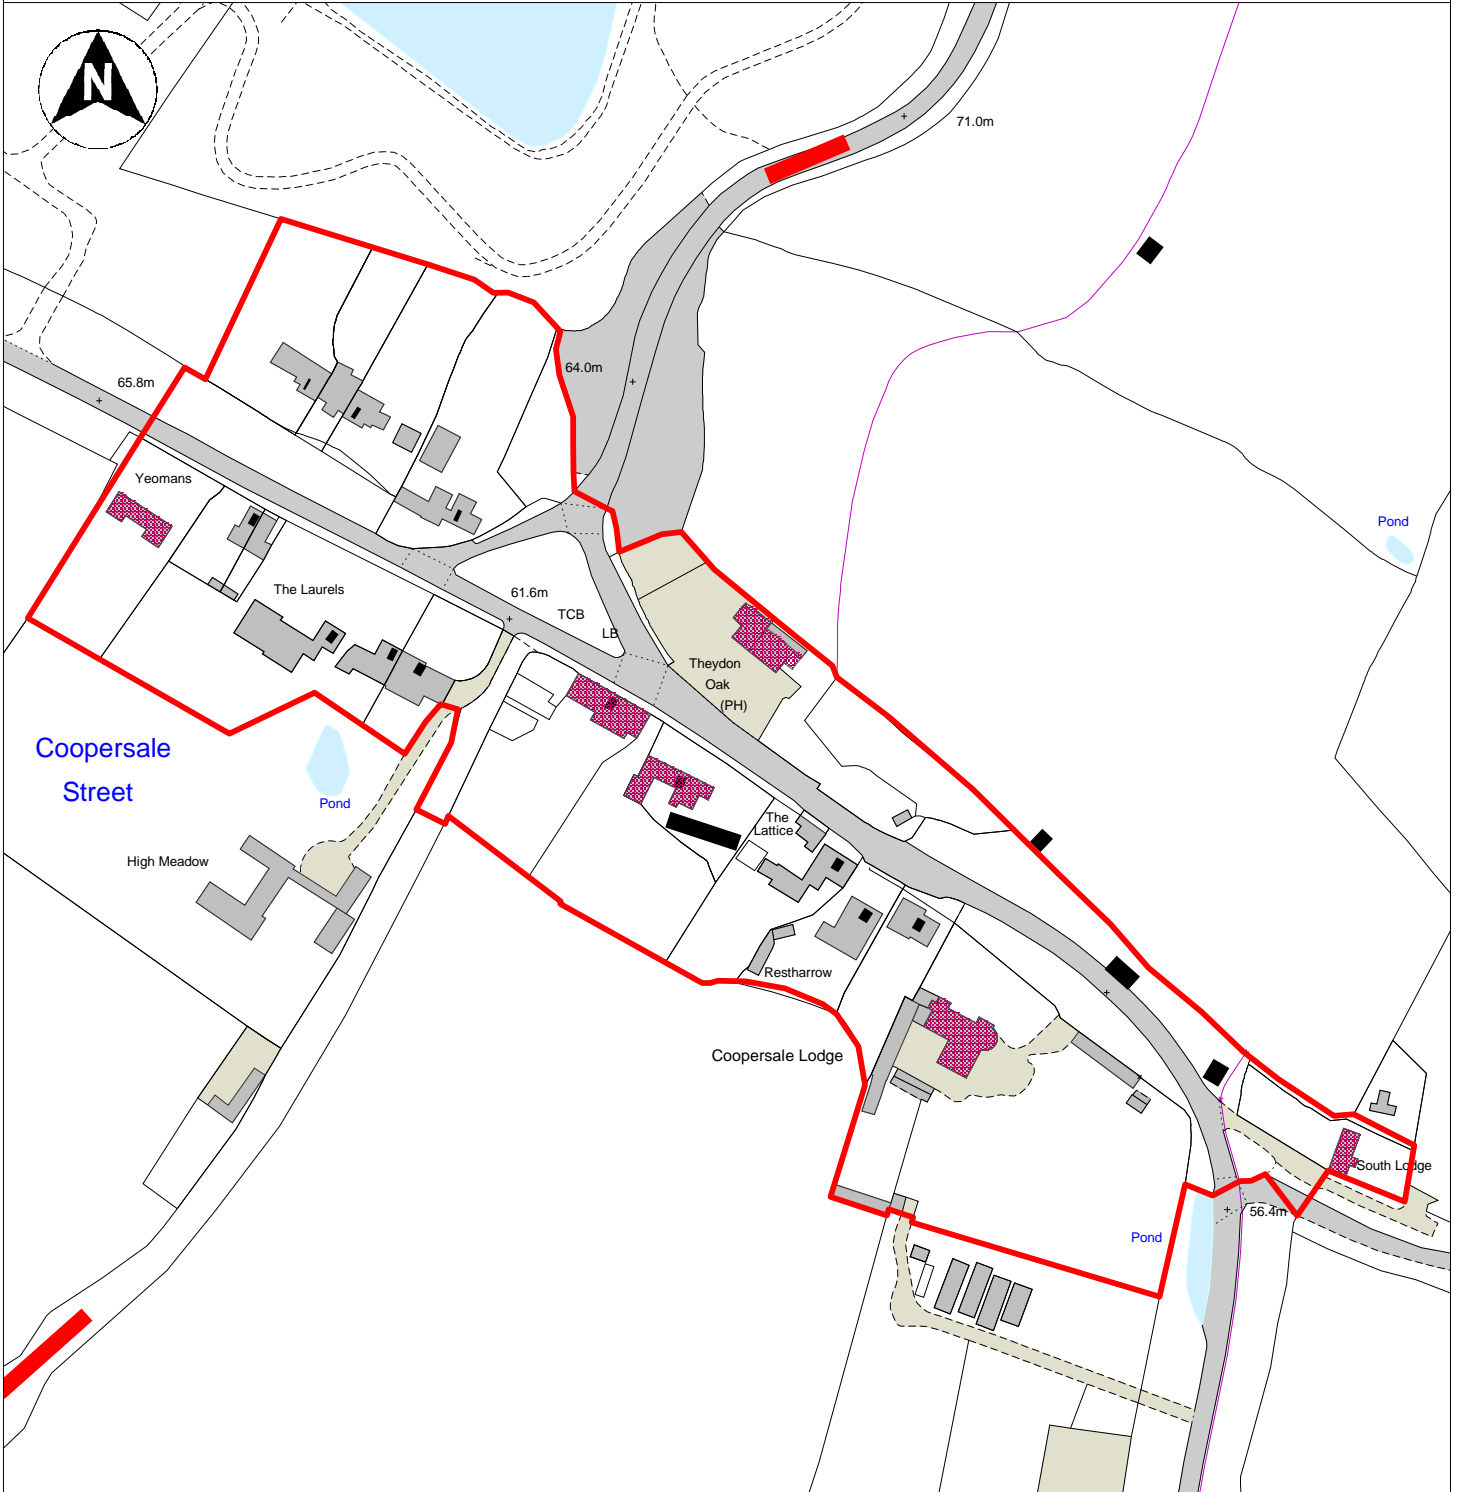 N
71.0m
64.0m
65.8m
Yeomans
Pond
The Laurels
61.6m
TCB
LB
Theydon
Oak
(PH)
Coopersale
Street
Pond
The
Lattice
High Meadow
Restharrow
Coopersale Lodge
South Lodge
56.4m
Pond